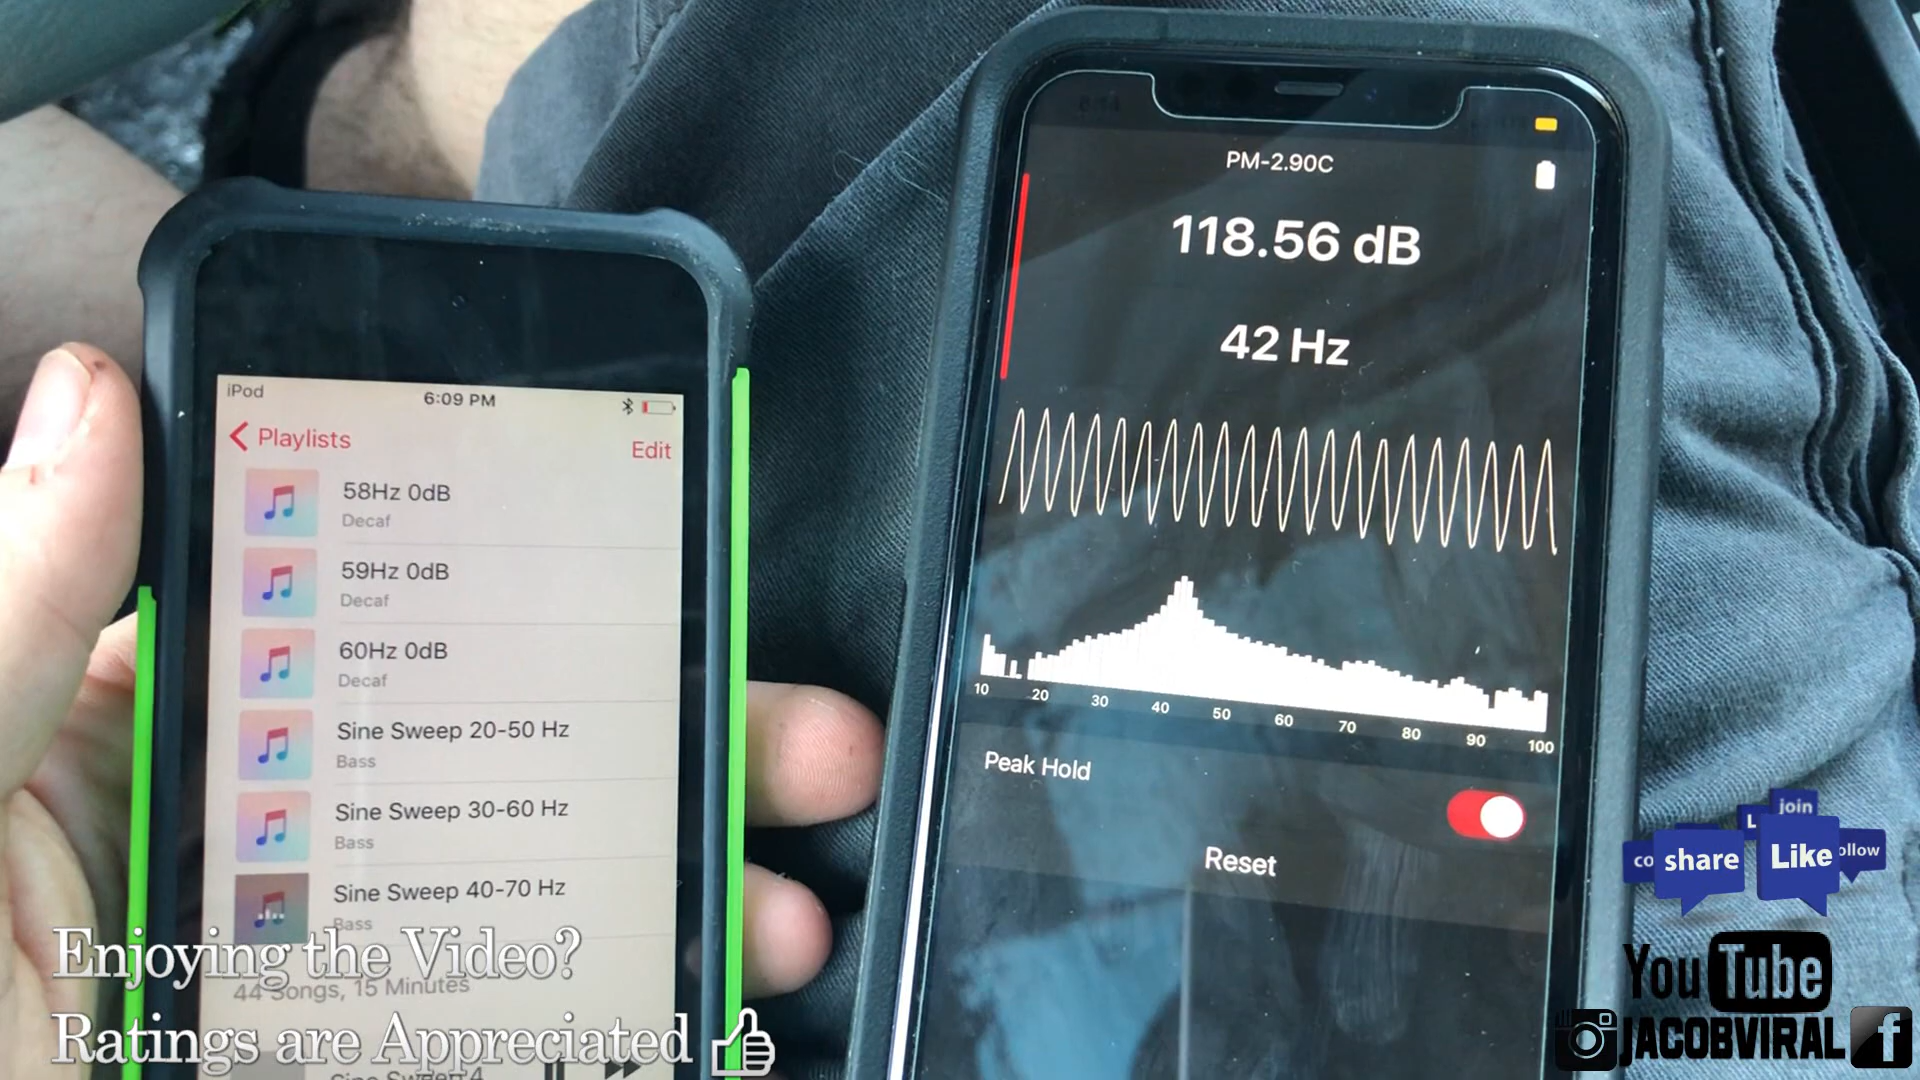 iPod
6:09 PM
Playlists
Edit
58Hz 0dB
Decaf
59Hz 0dB
Decaf
60Hz 0dB
Decaf
Sine Sweep 20-50 Hz
Bass
Sine Sweep 30-60 Hz
Bass
Sine Sweep 40-70 Hz
Bass
44 Songs, 15 Minutes
Enjoying the Video?
Ratings are Appreciated
PM-2.90C
118.56 dB
42 Hz
10 20 30 40 50 60 70 80 90 100
Peak Hold
Reset
join
share
Like
YouTube
JACOBVIRAL